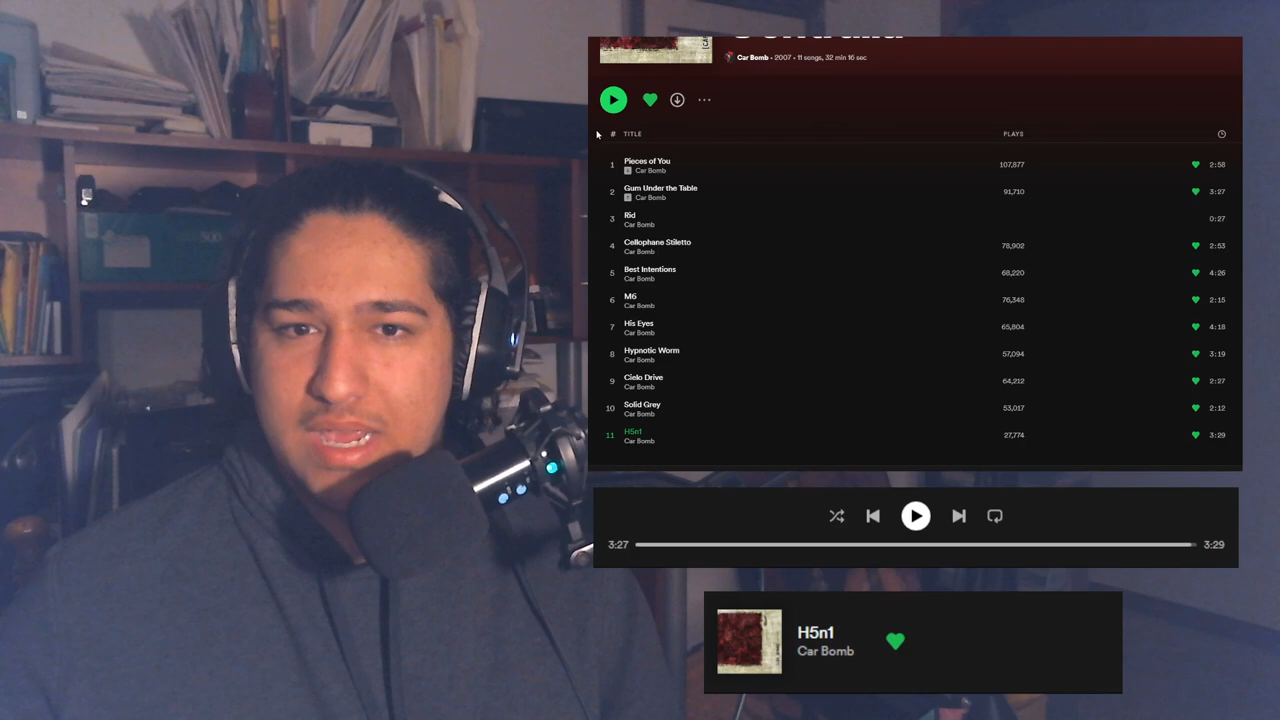 Car Bomb • 2007 • 11 songs, 32 min 16 sec
# TITLE PLAYS
1 Pieces of You 107,877 2:58
E Car Bomb
2 Gum Under the Table 91,710 3:27
Car Bomb
3 Rid 0:27
Car Bomb
4 Cellophane Stiletto 78,902 2:53
Car Bomb
5 Best Intentions 68,220 4:26
Car Bomb
6 M6 76,348 2:15
Car Bomb
7 His Eyes 65,804 4:18
Car Bomb
8 Hypnotic Worm 57,094 3:19
Car Bomb
9 Cielo Drive 64,212 2:27
Car Bomb
10 Solid Grey 53,017 2:12
Car Bomb
11 H5n1 27,774 3:29
Car Bomb
3:27 3:29
H5n1
Car Bomb